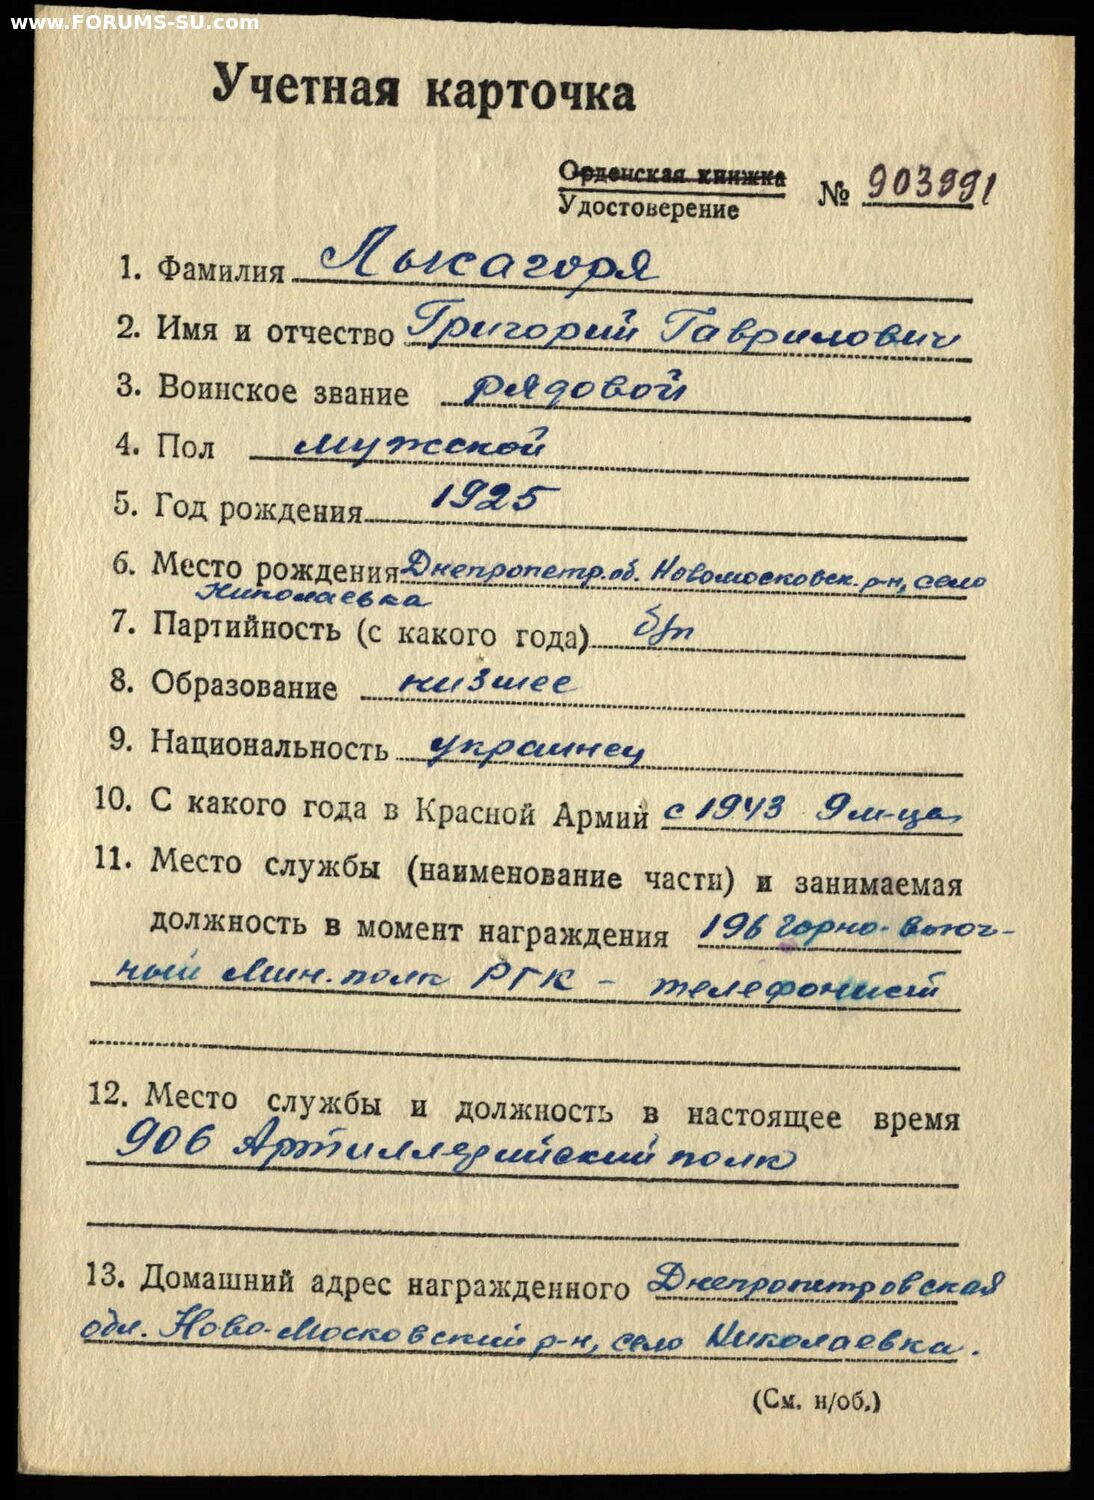 www.FORUMS-SU.com
Учетная карточка
Орденская книжка
Удостоверение № 903991
1. Фамилия Лысагоря
2. Имя и отчество Григорий Гаврилович
3. Воинское звание рядовой
4. Пол мужской
5. Год рождения 1925
6. Место рождения Днепропетр. об. Новомосковск. р-н, село
Николаевка
7. Партийность (с какого года) б/п
8. Образование низшее
9. Национальность украинец
10. С какого года в Красной Армий с 1943 9 м-ца
11. Место службы (наименование части) и занимаемая
должность в момент награждения 196 горно-вьюч-
ный Мин. полк РГК - телефонист
12. Место службы и должность в настоящее время
906 Артиллерийский полк
13. Домашний адрес награжденного Днепропетровская
обл. Ново-Московский р-н, село Николаевка.
(См. н/об.)